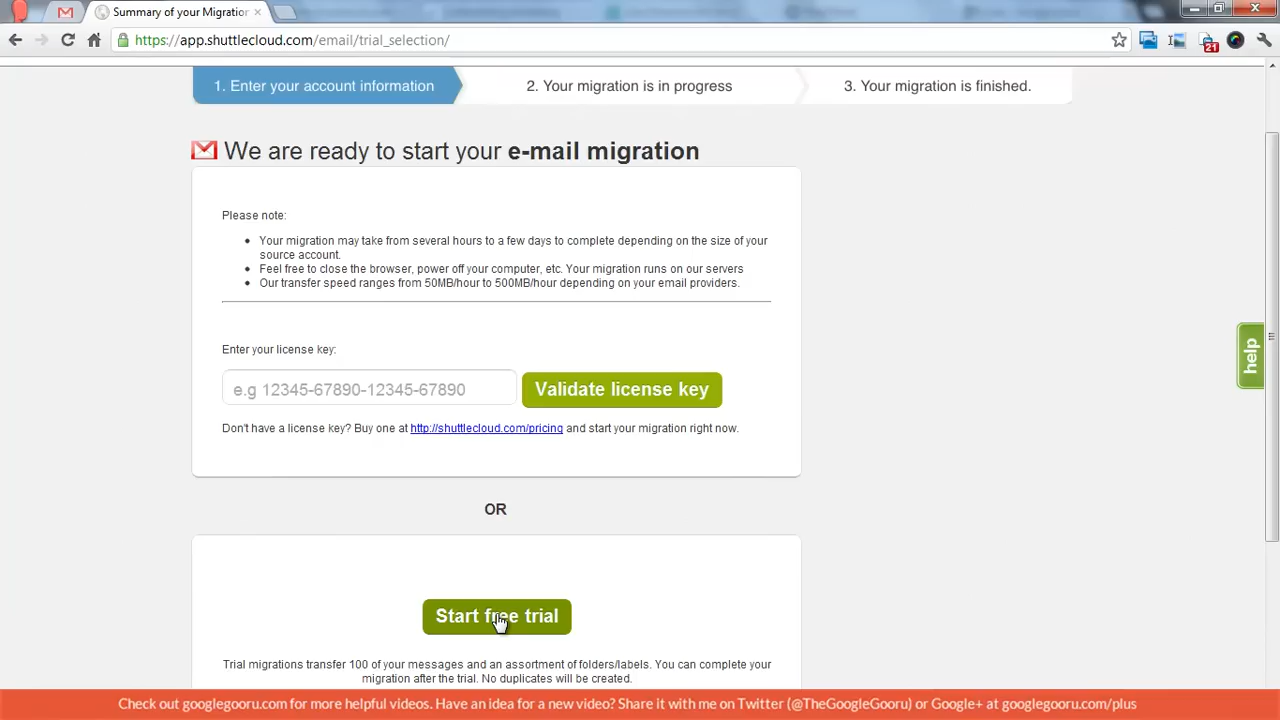 Summary of your Migration
https://app.shuttlecloud.com/email/trial_selection/
21
1. Enter your account information
2. Your migration is in progress
3. Your migration is finished.
We are ready to start your e-mail migration
Please note:
Your migration may take from several hours to a few days to complete depending on the size of your
source account.
Feel free to close the browser, power off your computer, etc. Your migration runs on our servers
Our transfer speed ranges from 50MB/hour to 500MB/hour depending on your email providers.
Enter your license key:
e.g 12345-67890-12345-67890
Validate license key
help
Don't have a license key? Buy one at http://shuttlecloud.com/pricing and start your migration right now.
OR
Start free trial
Trial migrations transfer 100 of your messages and an assortment of folders/labels. You can complete your
migration after the trial. No duplicates will be created.
Check out googlegooru.com for more helpful videos. Have an idea for a new video? Share it with me on Twitter (@TheGoogleGooru) or Google+ at googlegooru.com/plus